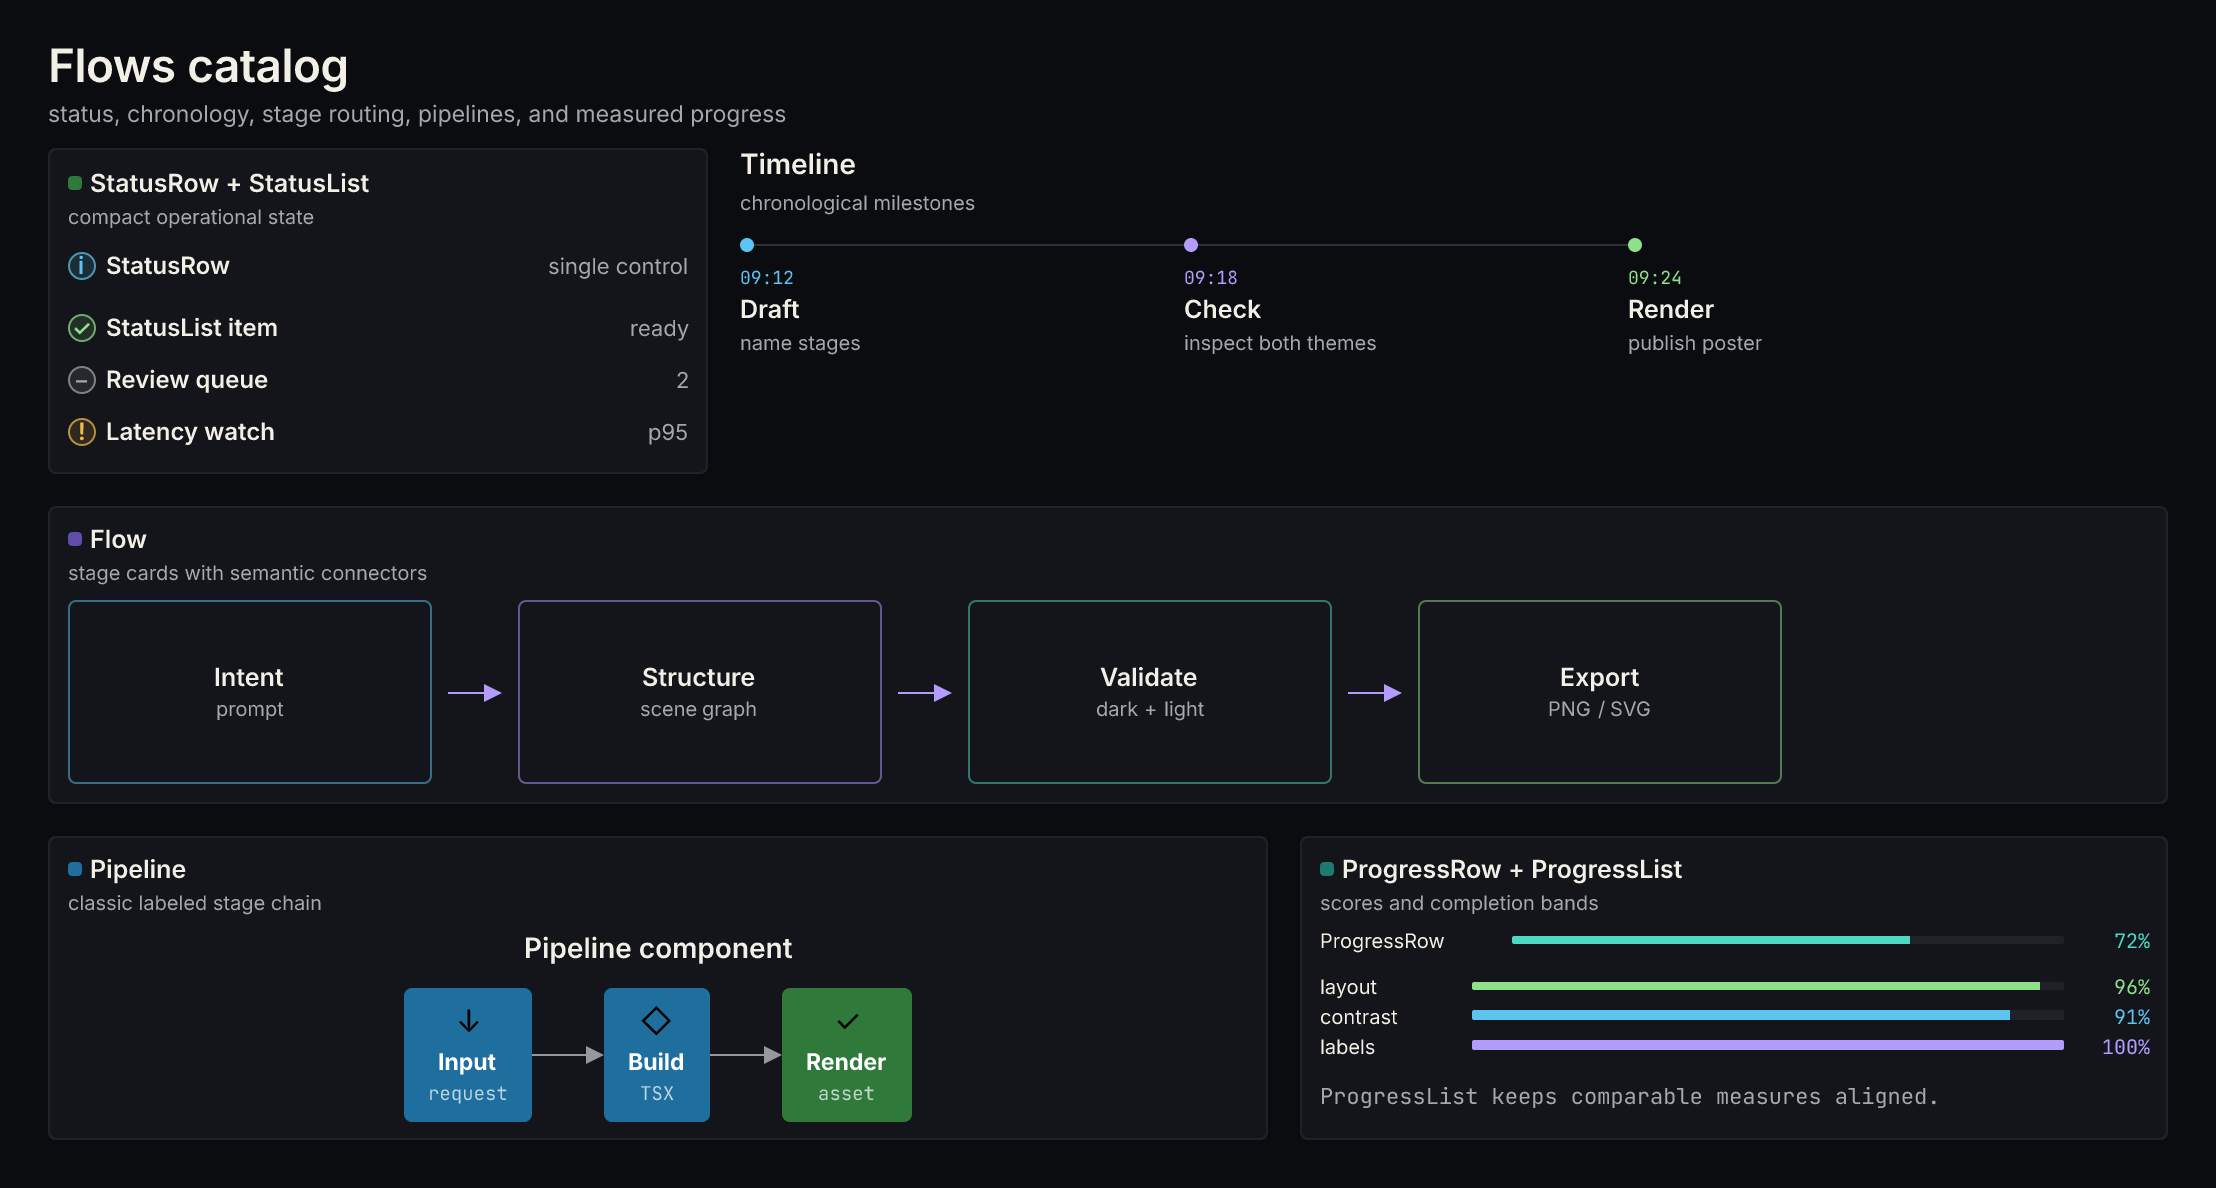 Flows catalog
status, chronology, stage routing, pipelines, and measured progress
StatusRow + StatusList
compact operational state
StatusRow single control
StatusList item ready
Review queue 2
Latency watch p95
Timeline
chronological milestones
09:12 09:18 09:24
Draft Check Render
name stages inspect both themes publish poster
Flow
stage cards with semantic connectors
Intent Structure Validate Export
prompt scene graph dark + light PNG / SVG
Pipeline
classic labeled stage chain
Pipeline component
Input Build Render
request TSX asset
ProgressRow + ProgressList
scores and completion bands
ProgressRow 72%
layout 96%
contrast 91%
labels 100%
ProgressList keeps comparable measures aligned.